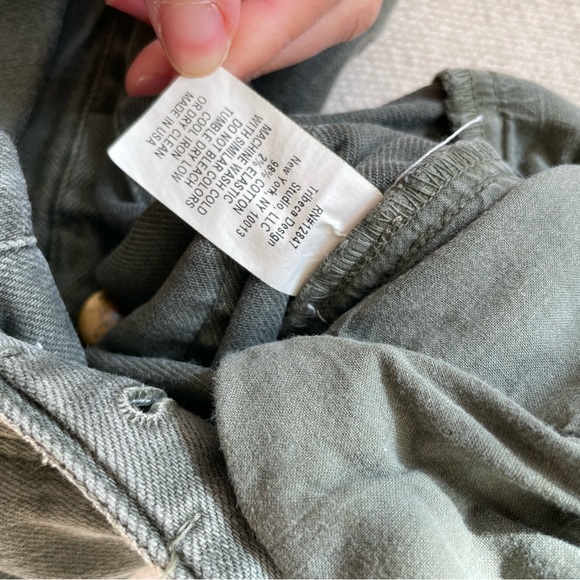 RN#12847
Tribeca Design
Studio, LLC
New York, NY 10013
98% COTTON
2% ELASTIC
MACHINE WASH COLD
WITH SIMILAR COLORS
DO NOT BLEACH
TUMBLE DRY LOW
COOL IRON
OR DRY CLEAN
MADE IN USA